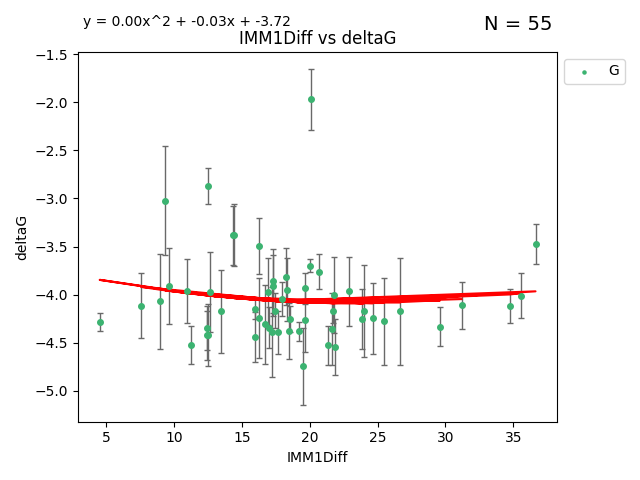 y = 0.00x^2 + -0.03x + -3.72
N = 55
IMM1Diff vs deltaG
G
deltaG
−1.5
−2.0
−2.5
−3.0
−3.5
−4.0
−4.5
−5.0
5 10 15 20 25 30 35
IMM1Diff